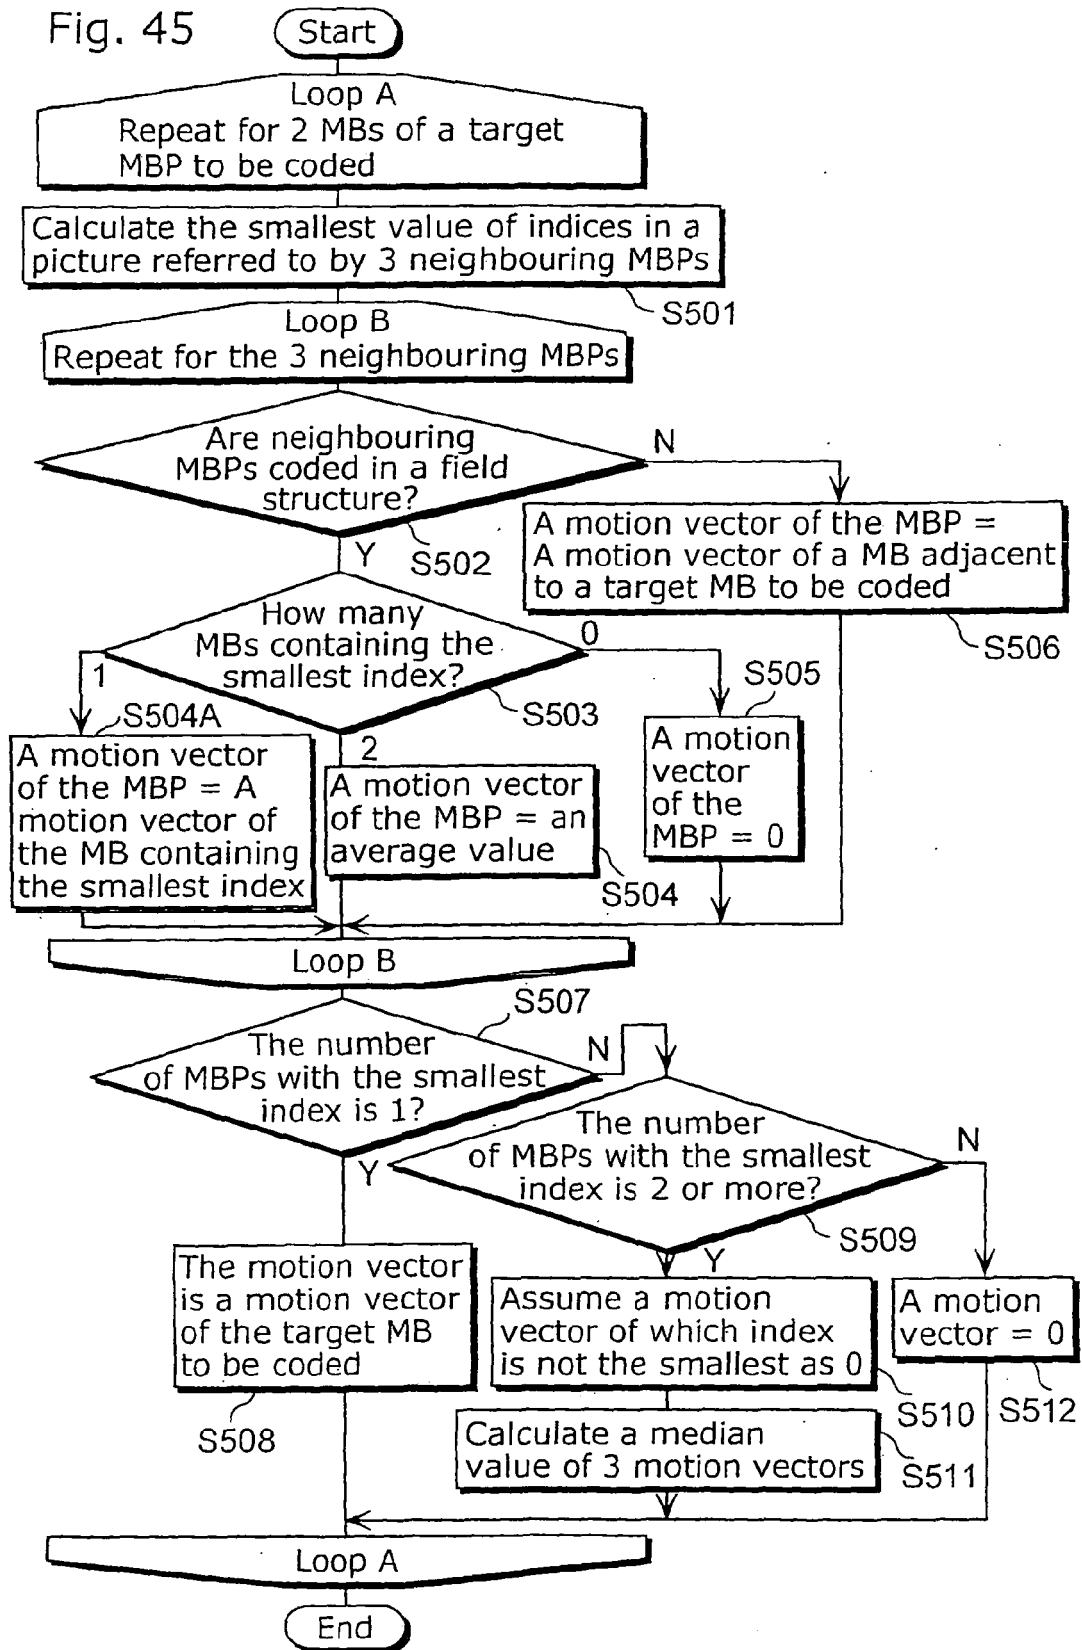 Fig. 45
Start
Loop A
Repeat for 2 MBs of a target
MBP to be coded
Calculate the smallest value of indices in a
picture referred to by 3 neighbouring MBPs
S501
Loop B
Repeat for the 3 neighbouring MBPs
Are neighbouring
MBPs coded in a field
structure?
N
Y
S502
A motion vector of the MBP =
A motion vector of a MB adjacent
to a target MB to be coded
S506
How many
MBs containing the
smallest index?
0
1
2
S503
S505
S504A
A motion vector
of the MBP = A
motion vector of
the MB containing
the smallest index
A motion vector
of the MBP = an
average value
S504
A motion
vector
of the
MBP = 0
Loop B
S507
The number
of MBPs with the smallest
index is 1?
N
Y
The number
of MBPs with the smallest
index is 2 or more?
N
S509
Y
The motion vector
is a motion vector
of the target MB
to be coded
S508
Assume a motion
vector of which index
is not the smallest as 0
S510
A motion
vector = 0
S512
Calculate a median
value of 3 motion vectors
S511
Loop A
End